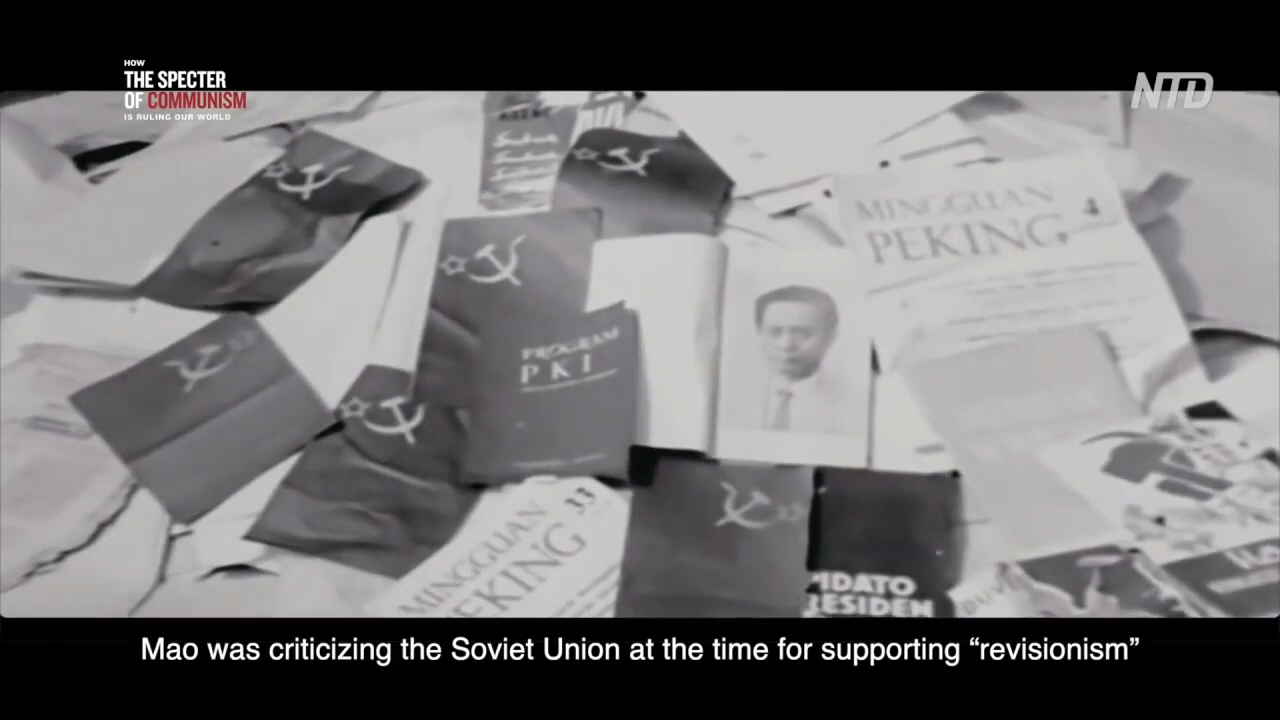 HOW
THE SPECTER
OF COMMUNISM
IS RULING OUR WORLD
NTD
MINGGUAN
PEKING
PROGRAM
PKI
MINGGUAN 33
PEKING
PIDATO
RESIDEN
Mao was criticizing the Soviet Union at the time for supporting “revisionism”